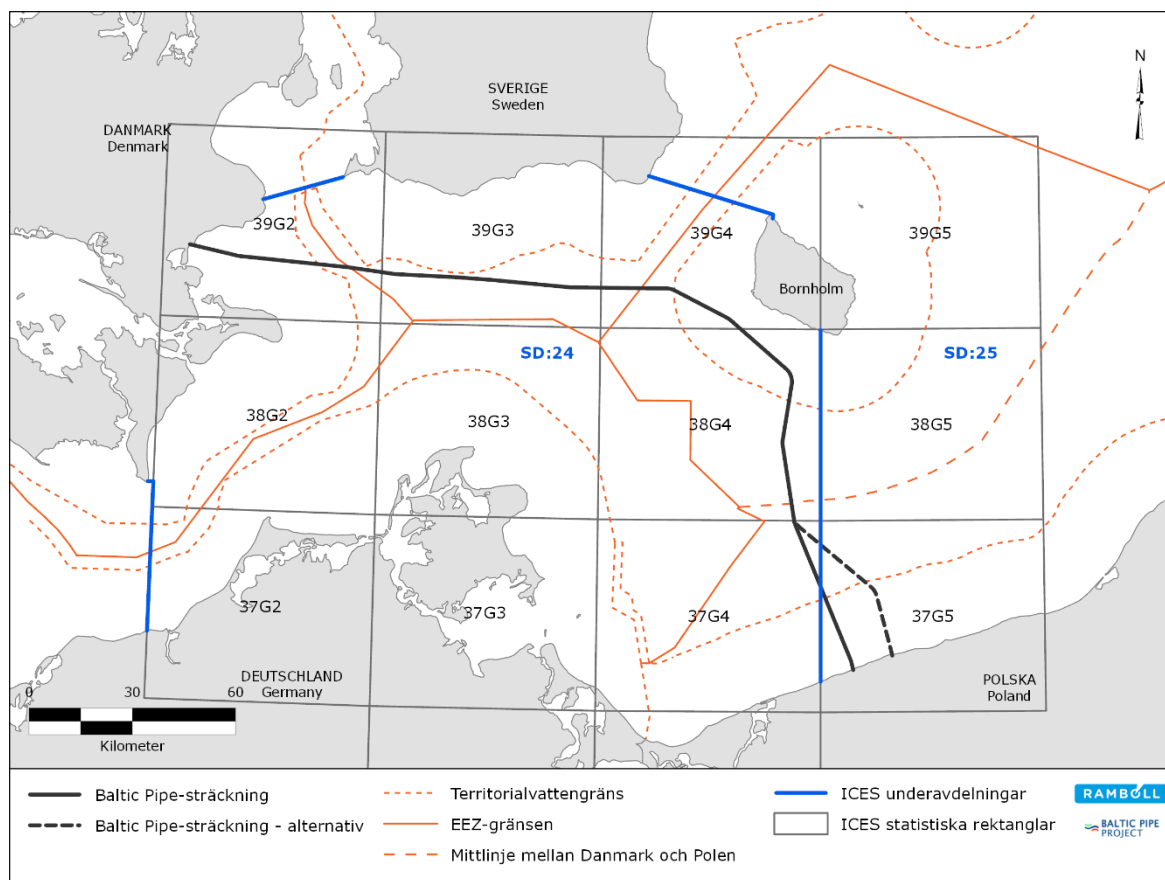 N
SVERIGE
Sweden
DANMARK
Denmark
39G2
39G3
39G4
39G5
Bornholm
SD:24
SD:25
38G2
38G3
38G4
38G5
37G2
37G3
37G4
37G5
DEUTSCHLAND
Germany
POLSKA
Poland
0
30
60
Kilometer
Baltic Pipe-sträckning
Baltic Pipe-sträckning - alternativ
Territorialvattengräns
EEZ-gränsen
Mittlinje mellan Danmark och Polen
ICES underavdelningar
ICES statistiska rektanglar
RAMBOLL
BALTIC PIPE
PROJECT